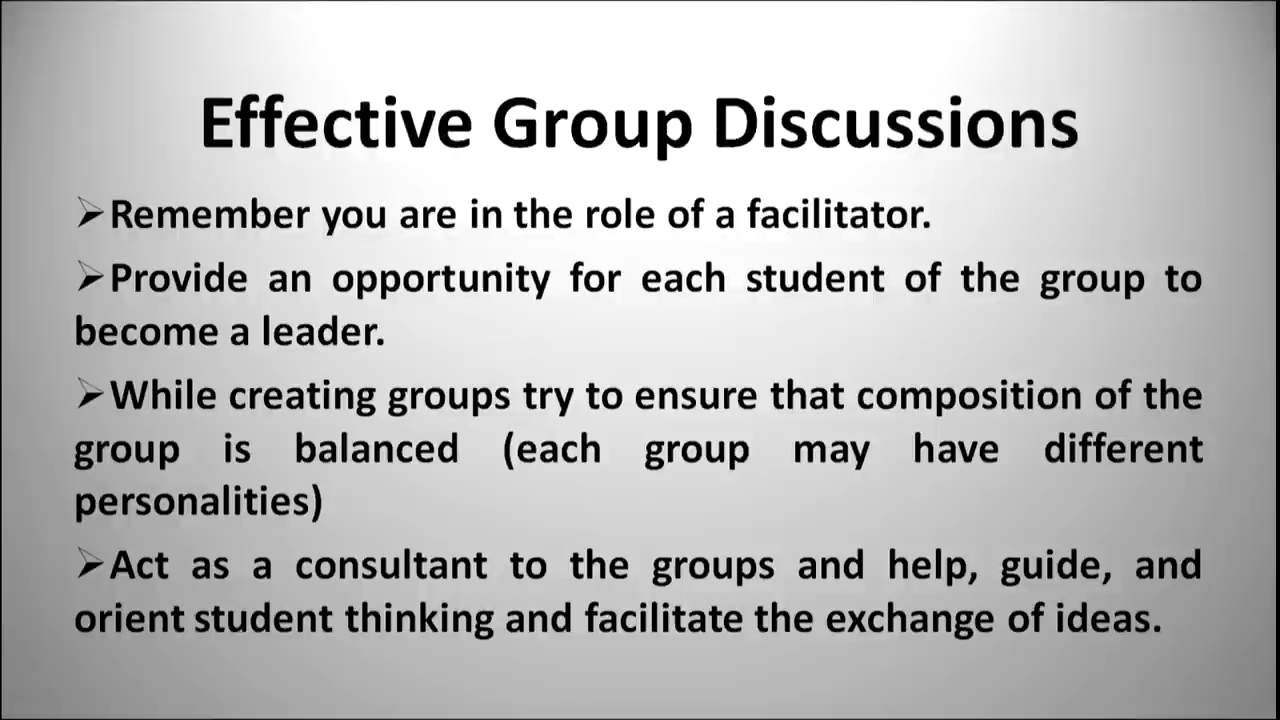 Effective Group Discussions
➢Remember you are in the role of a facilitator.
➢Provide an opportunity for each student of the group to
become a leader.
➢While creating groups try to ensure that composition of the
group is balanced (each group may have different
personalities)
➢Act as a consultant to the groups and help, guide, and
orient student thinking and facilitate the exchange of ideas.